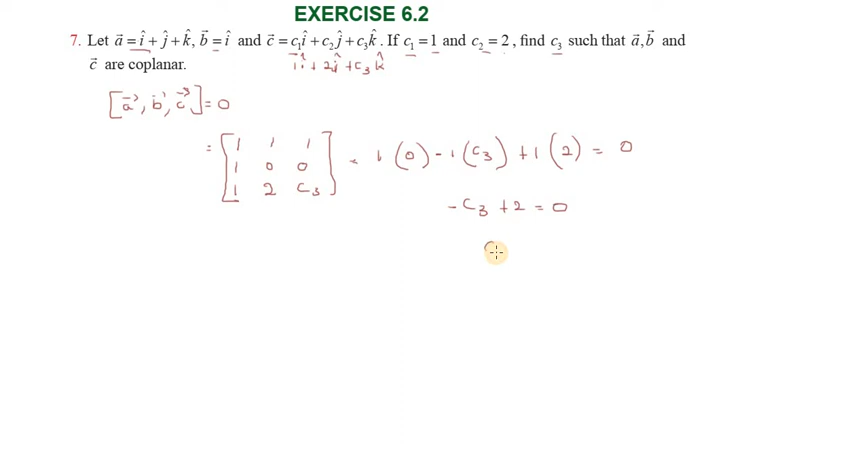 EXERCISE 6.2
7. Let a⃗ = î + ĵ + k̂, b⃗ = î and c⃗ = c₁î + c₂ĵ + c₃k̂. If c₁ = 1 and c₂ = 2, find c₃ such that a⃗, b⃗ and
c⃗ are coplanar.
1î + 2ĵ + c₃k̂
[a⃗, b⃗, c⃗] = 0
= [1 1 1
1 0 0
1 2 c₃] = 1(0) - 1(c₃) + 1(2) = 0
- c₃ + 2 = 0